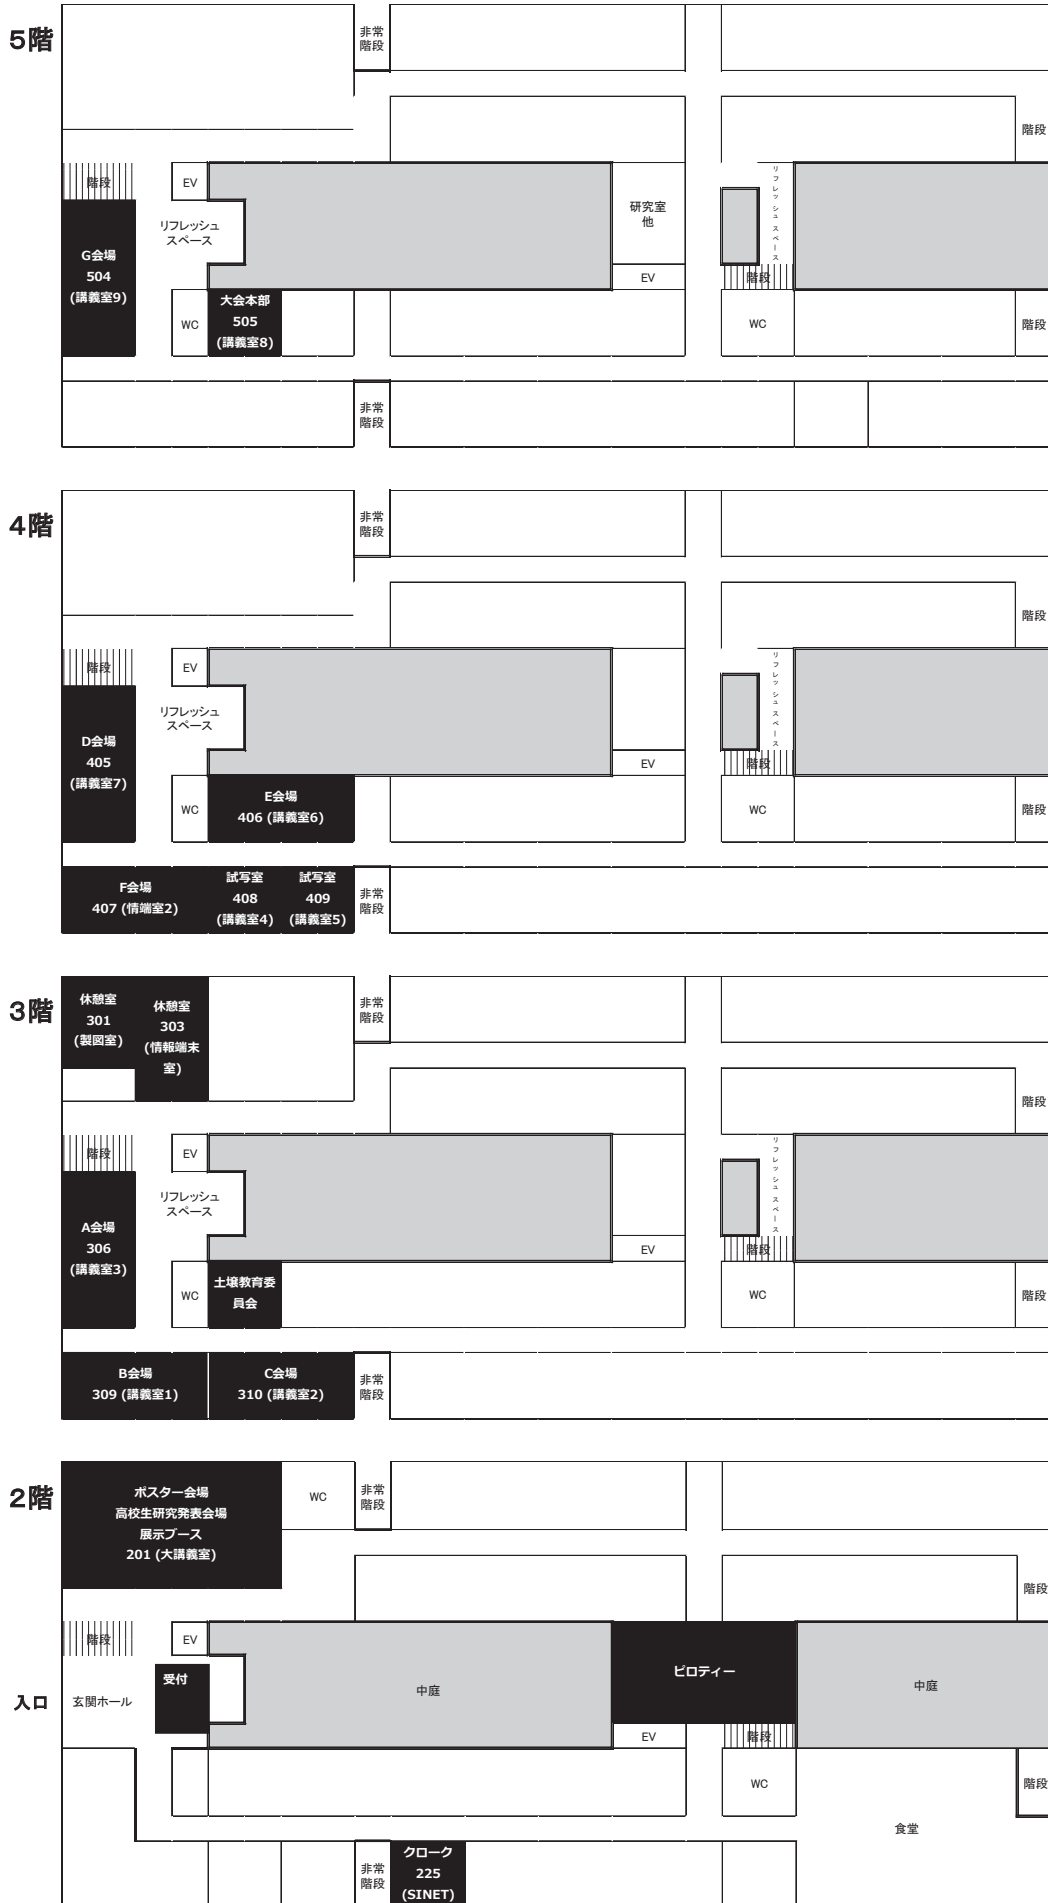 5階
非常
階段
階段
階段
EV
リフレッシュ
スペース
研究室
他
リフレッシュスペース
G会場
504
(講義室9)
EV
階段
WC
大会本部
505
(講義室8)
WC
階段
非常
階段
4階
非常
階段
階段
階段
EV
リフレッシュ
スペース
リフレッシュスペース
D会場
405
(講義室7)
EV
階段
WC
E会場
406 (講義室6)
WC
階段
F会場
407 (情端室2)
試写室
408
(講義室4)
試写室
409
(講義室5)
非常
階段
3階
休憩室
301
(製図室)
休憩室
303
(情報端末
室)
非常
階段
階段
階段
EV
リフレッシュ
スペース
リフレッシュスペース
A会場
306
(講義室3)
EV
階段
WC
土壌教育委
員会
WC
階段
B会場
309 (講義室1)
C会場
310 (講義室2)
非常
階段
2階
ポスター会場
高校生研究発表会場
展示ブース
201 (大講義室)
WC
非常
階段
階段
階段
EV
入口
玄関ホール
受付
中庭
ピロティー
中庭
EV
階段
WC
階段
食堂
非常
階段
クローク
225
(SINET)